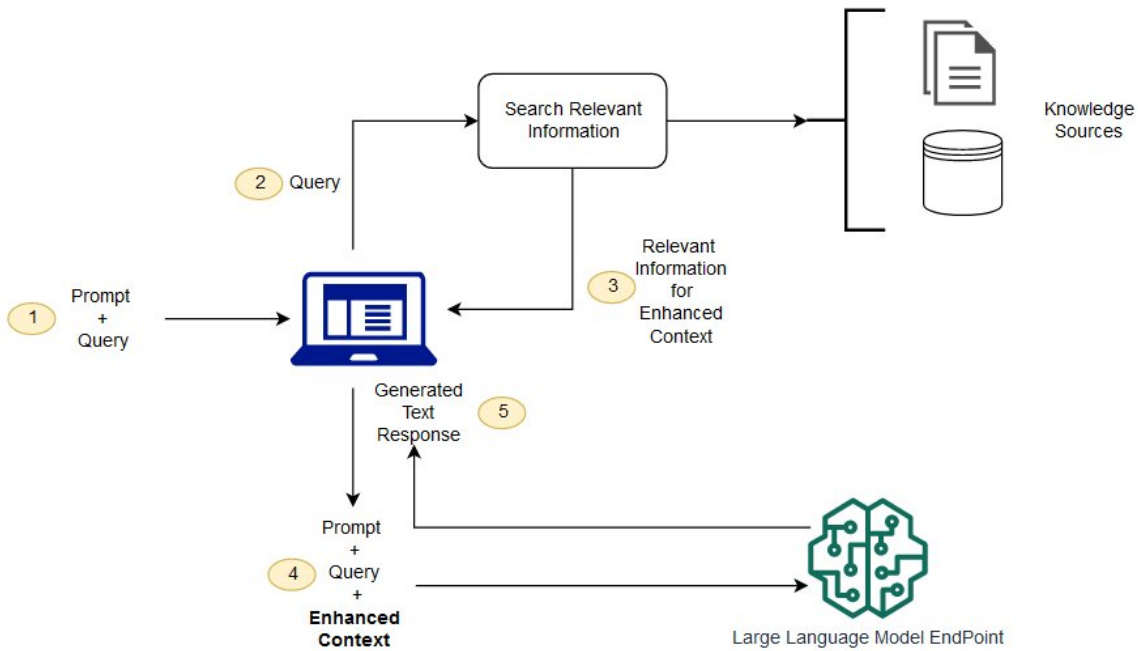 Search Relevant
Information
Knowledge
Sources
2
Query
1
Prompt
+
Query
3
Relevant
Information
for
Enhanced
Context
Generated
Text
Response
5
4
Prompt
+
Query
+
Enhanced
Context
Large Language Model EndPoint